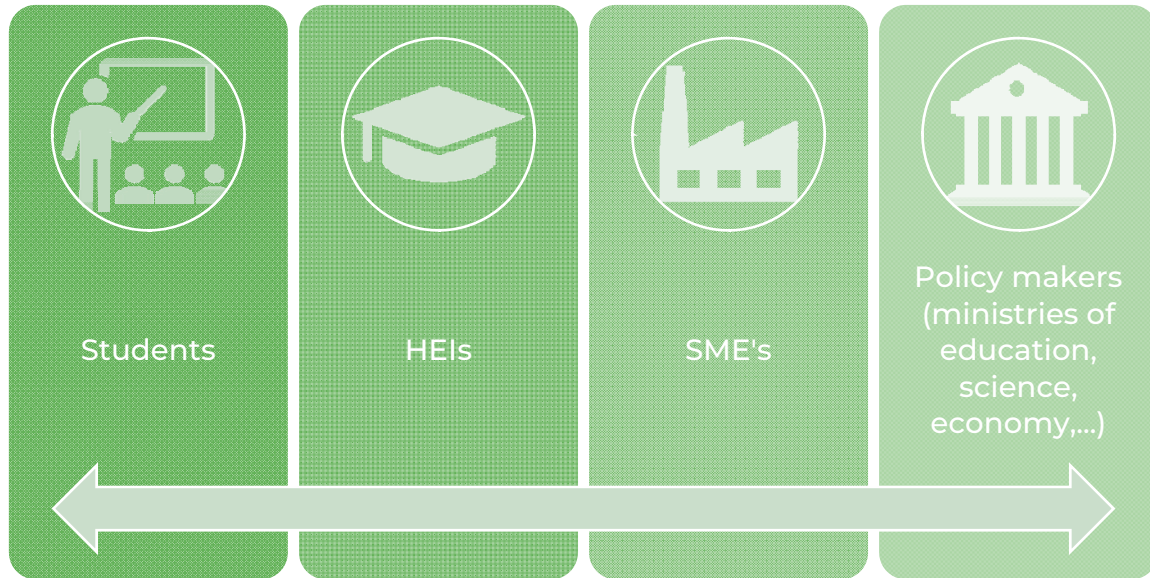 Students
HEIs
SME's
Policy makers
(ministries of
education,
science,
economy,...)